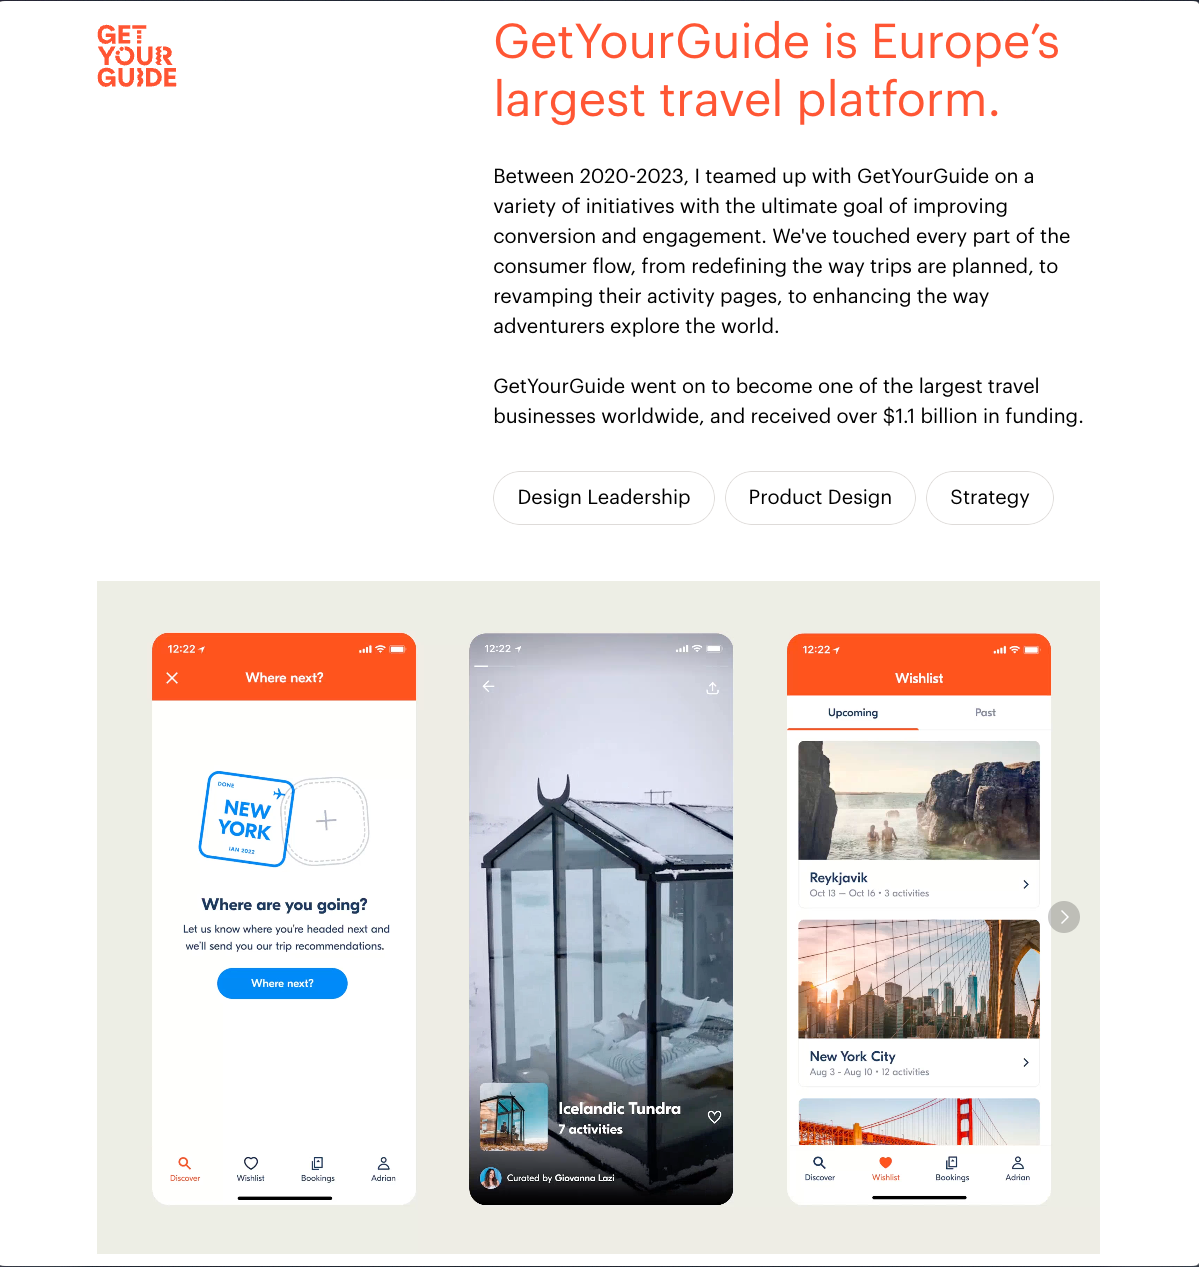 GET
YOUR
GUIDE
GetYourGuide is Europe’s
largest travel platform.
Between 2020-2023, I teamed up with GetYourGuide on a
variety of initiatives with the ultimate goal of improving
conversion and engagement. We've touched every part of the
consumer flow, from redefining the way trips are planned, to
revamping their activity pages, to enhancing the way
adventurers explore the world.
GetYourGuide went on to become one of the largest travel
businesses worldwide, and received over $1.1 billion in funding.
Design Leadership
Product Design
Strategy
12:22
Where next?
DONE
NEW
YORK
JAN 2022
Where are you going?
Let us know where you're headed next and
we'll send you our trip recommendations.
Where next?
Discover
Wishlist
Bookings
Adrian
12:22
Icelandic Tundra
7 activities
Curated by Giovanna Lazi
12:22
Wishlist
Upcoming
Past
Reykjavik
Oct 13 – Oct 16 • 3 activities
New York City
Aug 3 - Aug 10 • 12 activities
Discover
Wishlist
Bookings
Adrian